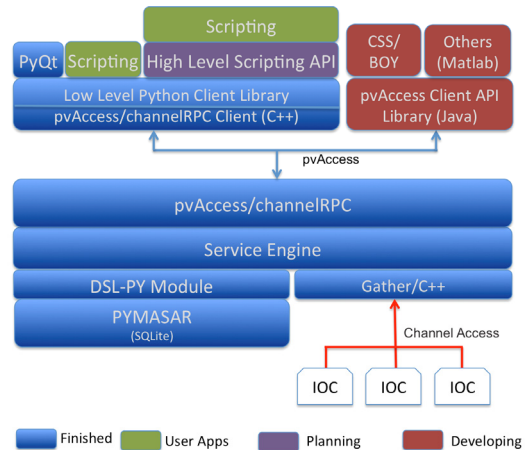 Scripting
PyQt
Scripting
High Level Scripting API
CSS/
BOY
Others
(Matlab)
Low Level Python Client Library
pvAccess/channelRPC Client (C++)
pvAccess Client API
Library (Java)
pvAccess
pvAccess/channelRPC
Service Engine
DSL-PY Module
Gather/C++
PYMASAR
(SQLite)
Channel Access
IOC
IOC
IOC
Finished
User Apps
Planning
Developing